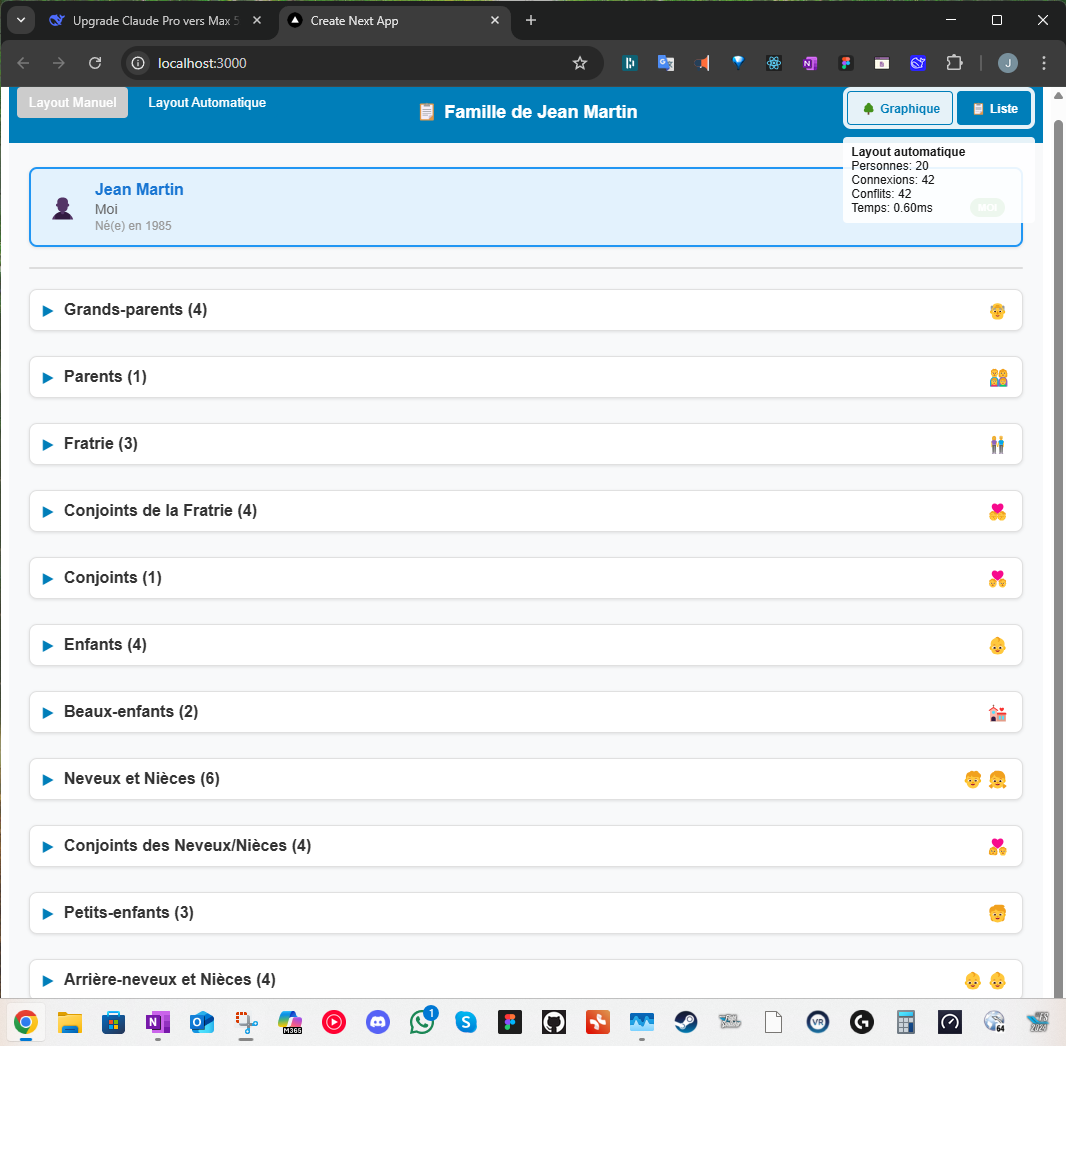 Upgrade Claude Pro vers Max 5
Create Next App
localhost:3000
J
Layout Manuel
Layout Automatique
📋 Famille de Jean Martin
🌳 Graphique
📋 Liste
Layout automatique
Personnes: 20
Connexions: 42
Conflits: 42
Temps: 0.60ms
Jean Martin
Moi
Né(e) en 1985
MOI
Grands-parents (4)
Parents (1)
Fratrie (3)
Conjoints de la Fratrie (4)
Conjoints (1)
Enfants (4)
Beaux-enfants (2)
Neveux et Nièces (6)
Conjoints des Neveux/Nièces (4)
Petits-enfants (3)
Arrière-neveux et Nièces (4)
M365
1
VR
64